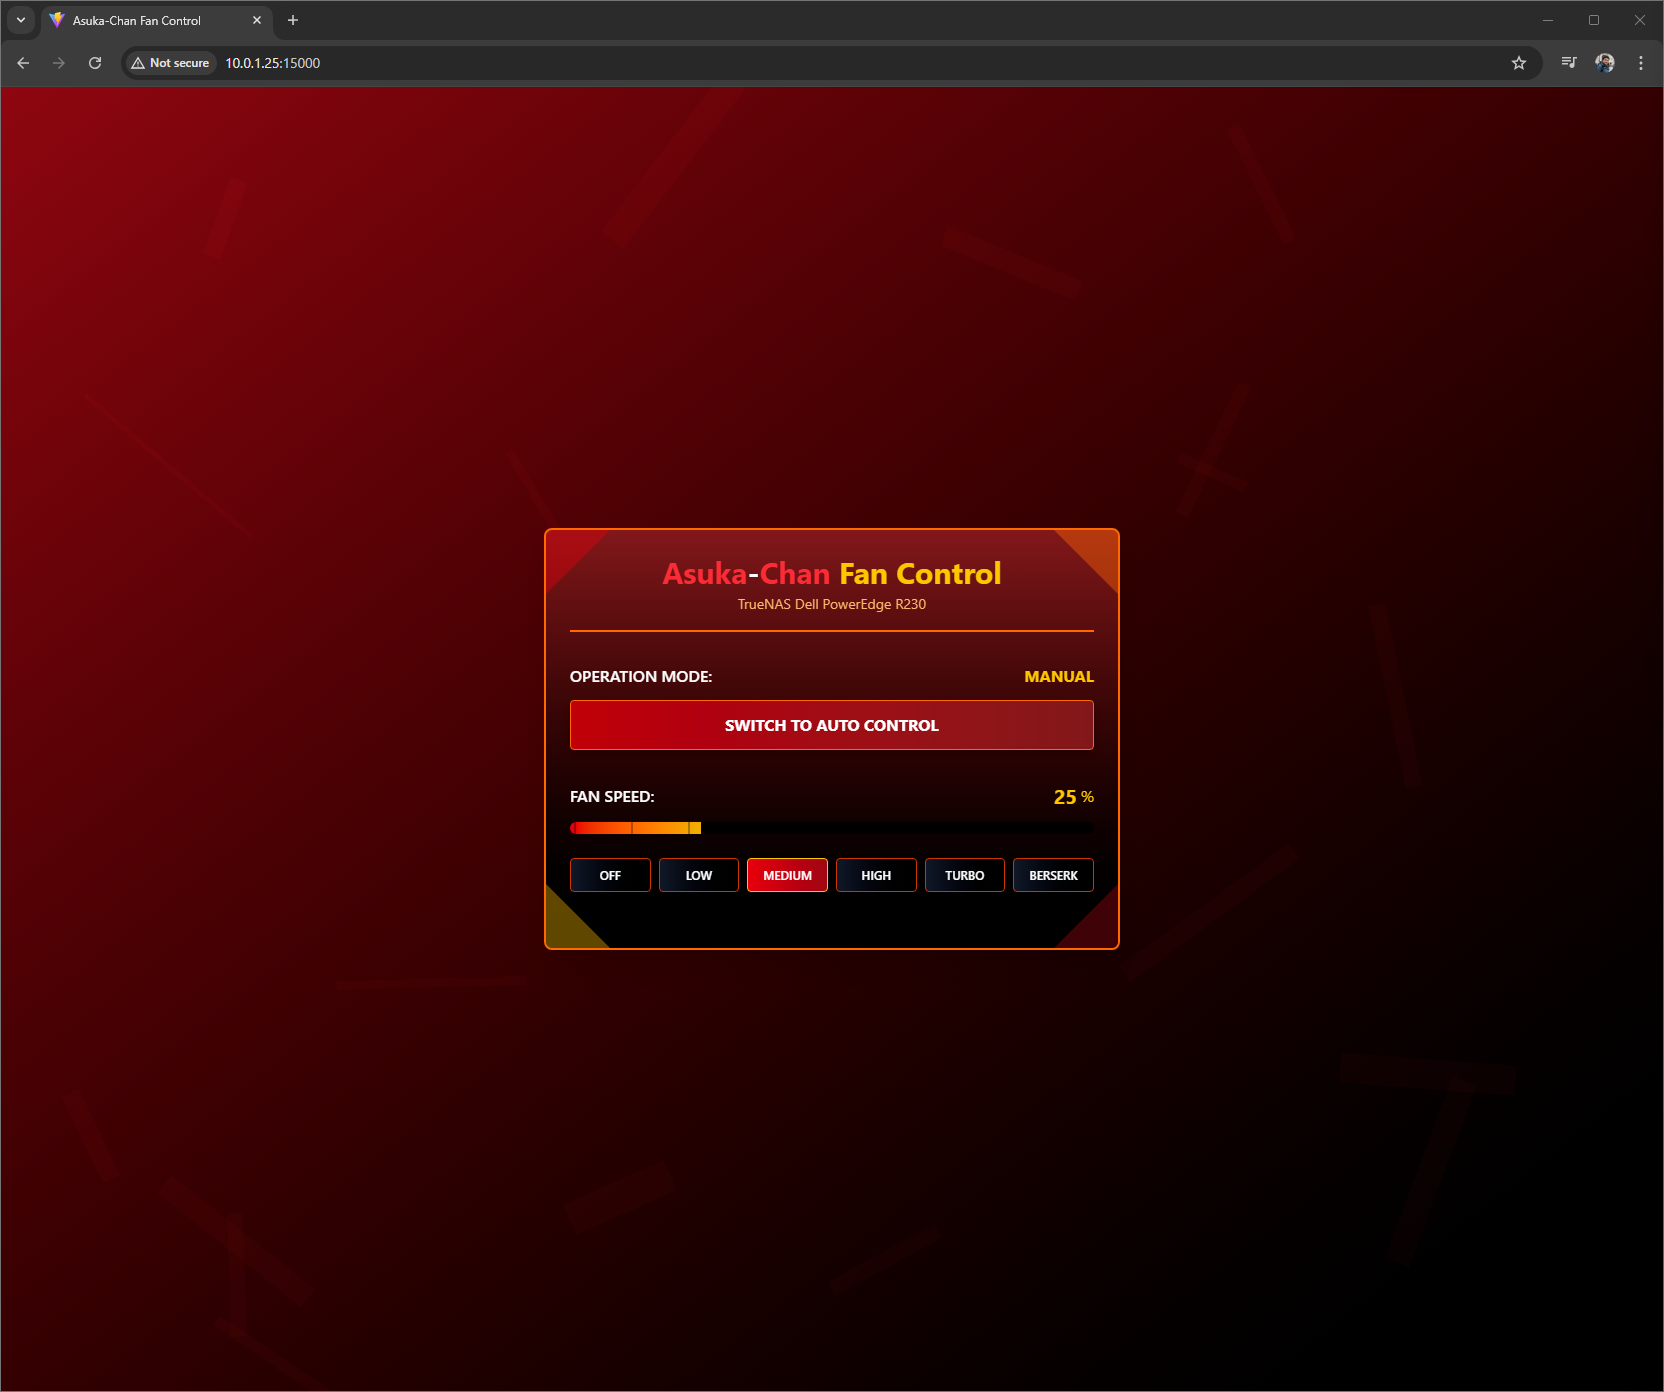 Asuka-Chan Fan Control
Not secure
10.0.1.25:15000
Asuka-Chan Fan Control
TrueNAS Dell PowerEdge R230
OPERATION MODE:
MANUAL
SWITCH TO AUTO CONTROL
FAN SPEED:
25 %
OFF
LOW
MEDIUM
HIGH
TURBO
BERSERK